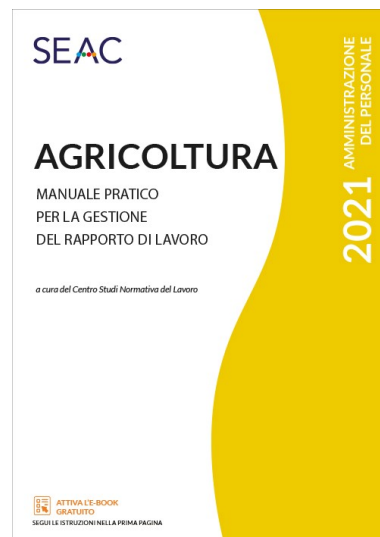 SEAC
AGRICOLTURA
MANUALE PRATICO
PER LA GESTIONE
DEL RAPPORTO DI LAVORO
a cura del Centro Studi Normativa del Lavoro
2021 AMMINISTRAZIONE
DEL PERSONALE
ATTIVA L'E-BOOK
GRATUITO
SEGUI LE ISTRUZIONI NELLA PRIMA PAGINA